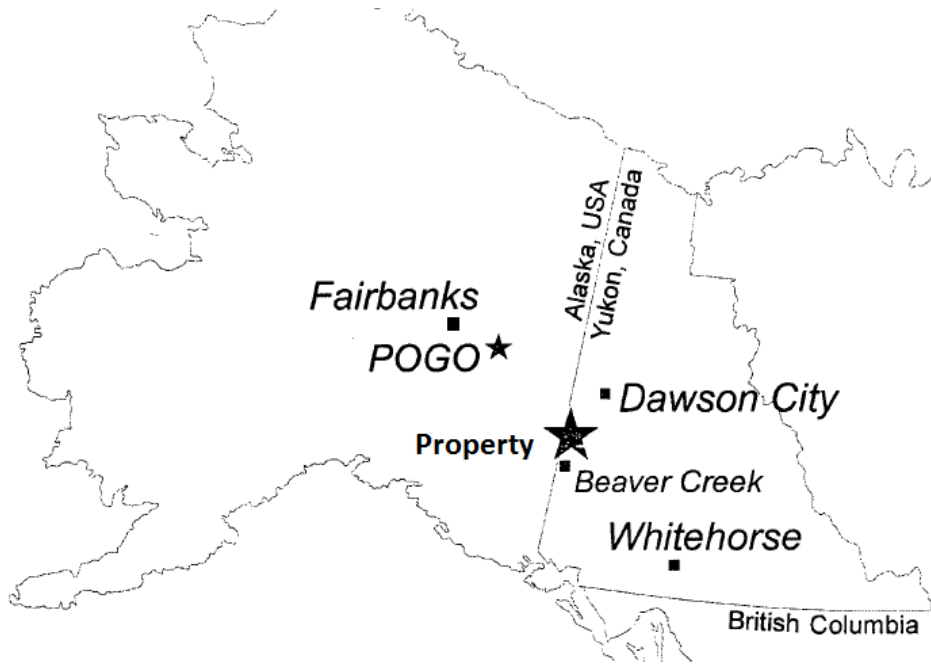 Alaska, USA
Yukon, Canada
Fairbanks
POGO
Dawson City
Property
Beaver Creek
Whitehorse
British Columbia